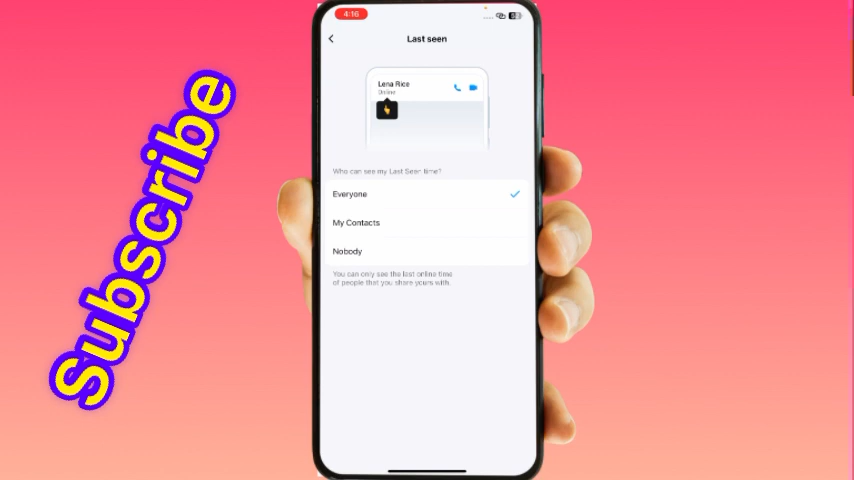 Subscribe
4:16
Last seen
Lena Rice
Online
Who can see my Last Seen time?
Everyone
My Contacts
Nobody
You can only see the last online time
of people that you share yours with.